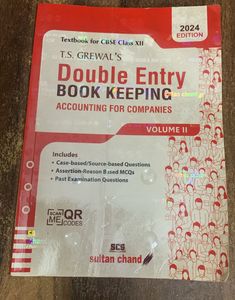 Textbook for CBSE Class XII
2024
EDITION
T.S. GREWAL'S
Double Entry
BOOK KEEPING
ACCOUNTING FOR COMPANIES
VOLUME II
Includes
• Case-based/Source-based Questions
• Assertion-Reason Based MCQs
• Past Examination Questions
SCAN
ME
QR
CODES
sultan chand